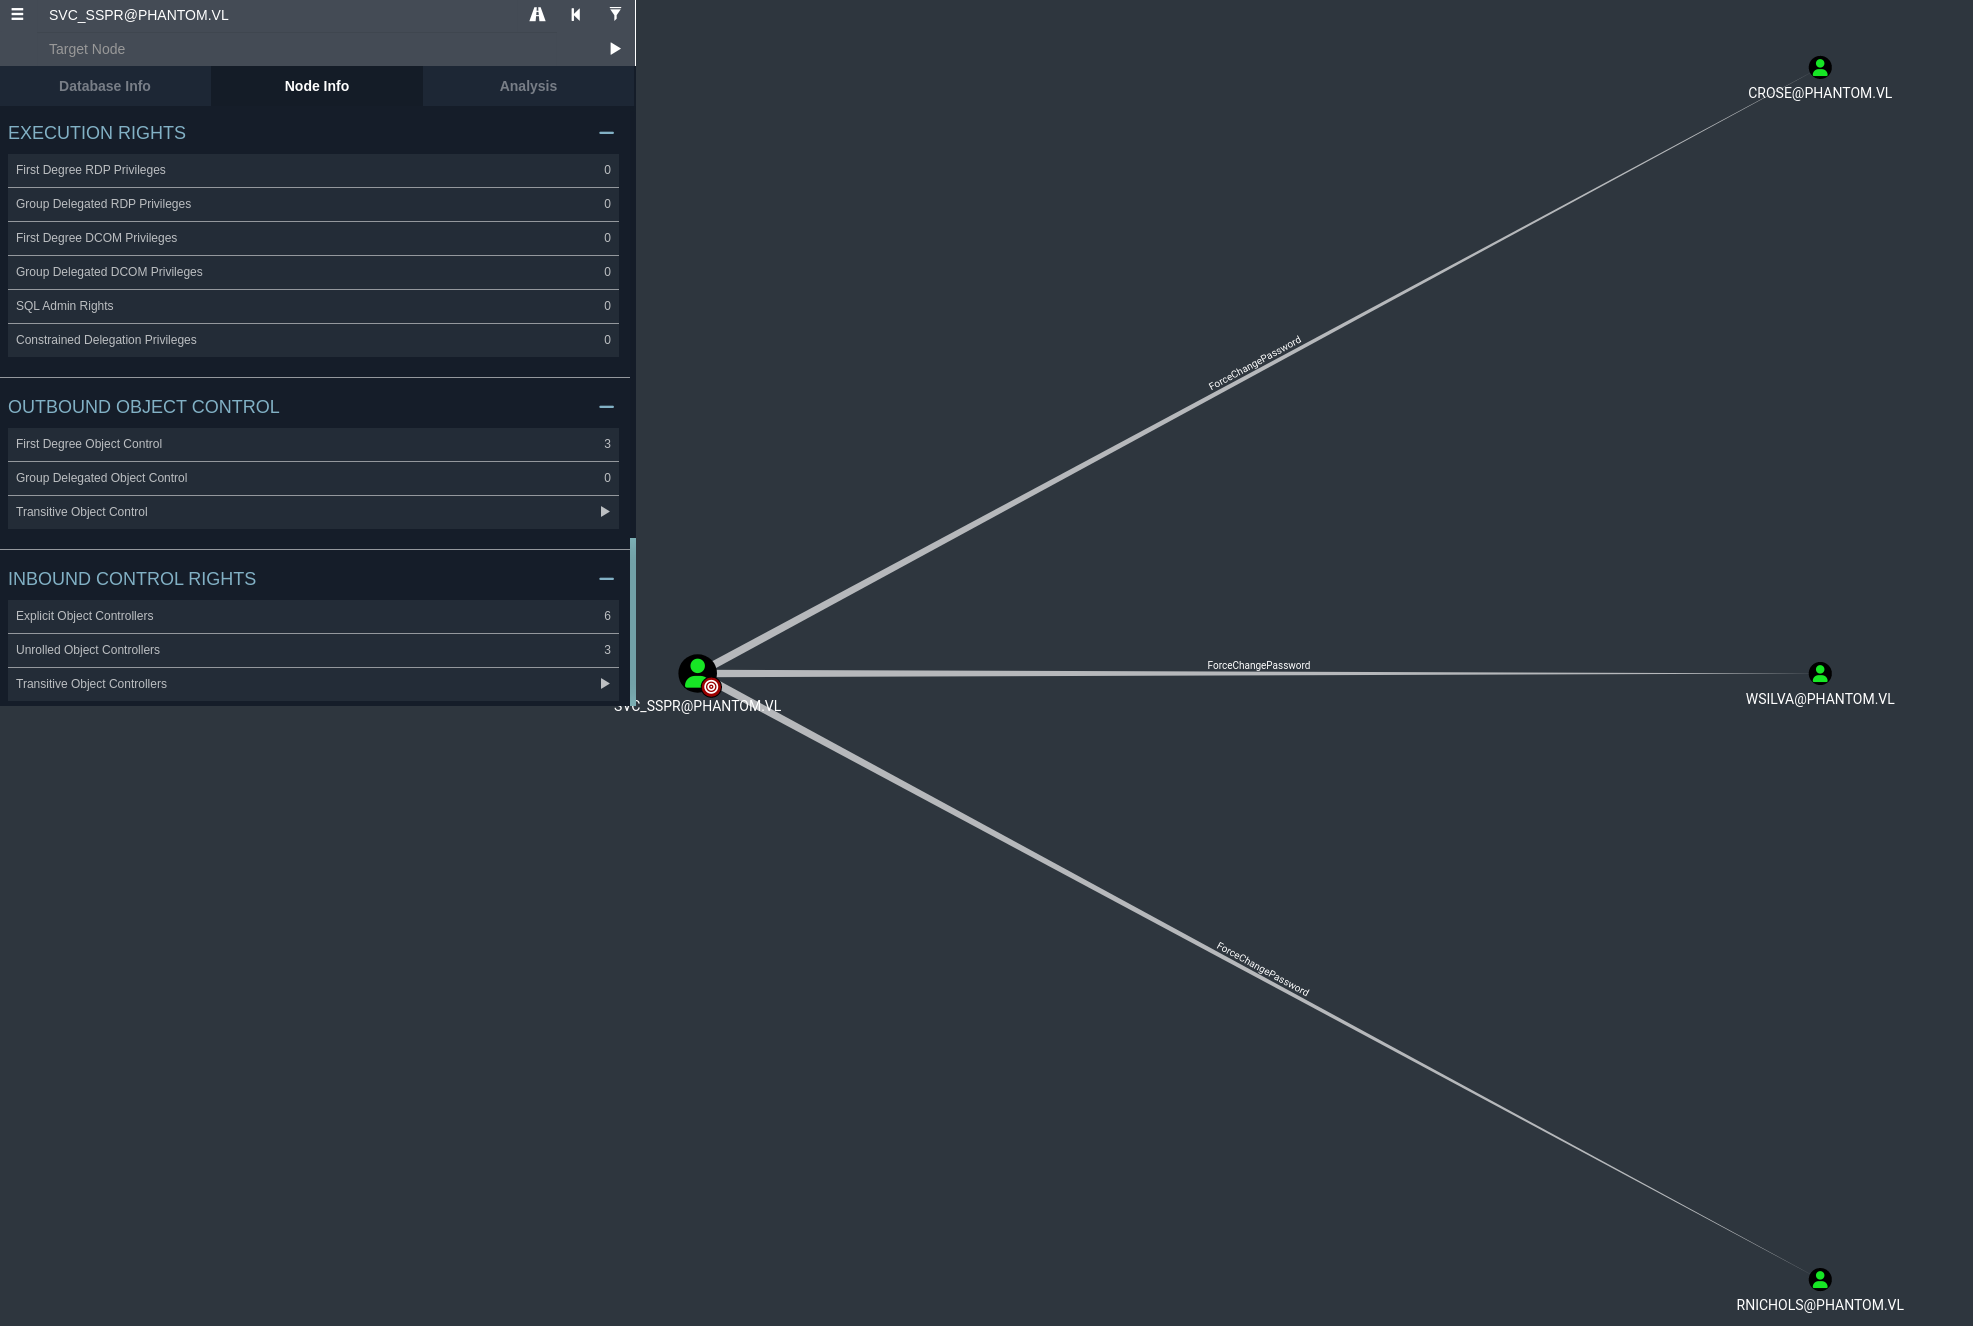 SVC_SSPR@PHANTOM.VL
Target Node
Database Info Node Info Analysis
EXECUTION RIGHTS
First Degree RDP Privileges 0
Group Delegated RDP Privileges 0
First Degree DCOM Privileges 0
Group Delegated DCOM Privileges 0
SQL Admin Rights 0
Constrained Delegation Privileges 0
OUTBOUND OBJECT CONTROL
First Degree Object Control 3
Group Delegated Object Control 0
Transitive Object Control
INBOUND CONTROL RIGHTS
Explicit Object Controllers 6
Unrolled Object Controllers 3
Transitive Object Controllers
CROSE@PHANTOM.VL
ForceChangePassword
ForceChangePassword
WSILVA@PHANTOM.VL
SVC_SSPR@PHANTOM.VL
ForceChangePassword
RNICHOLS@PHANTOM.VL